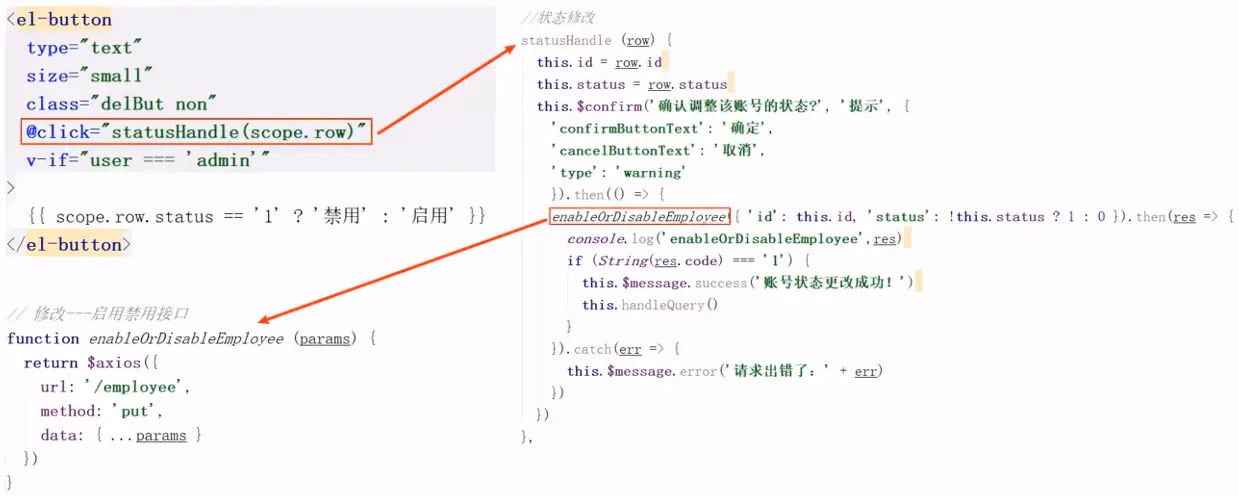 <el-button
type="text"
size="small"
class="delBut non"
@click="statusHandle(scope.row)"
v-if="user === 'admin'"
>
{{ scope.row.status == '1' ? '禁用' : '启用' }}
</el-button>
// 修改---启用禁用接口
function enableOrDisableEmployee (params) {
return $axios({
url: '/employee',
method: 'put',
data: { ...params }
})
}
//状态修改
statusHandle (row) {
this.id = row.id
this.status = row.status
this.$confirm('确认调整该账号的状态?', '提示', {
'confirmButtonText': '确定',
'cancelButtonText': '取消',
'type': 'warning'
}).then(() => {
enableOrDisableEmployee({ 'id': this.id, 'status': !this.status ? 1 : 0 }).then(res => {
console.log('enableOrDisableEmployee',res)
if (String(res.code) === '1') {
this.$message.success('账号状态更改成功！')
this.handleQuery()
}
}).catch(err => {
this.$message.error('请求出错了：' + err)
})
})
},